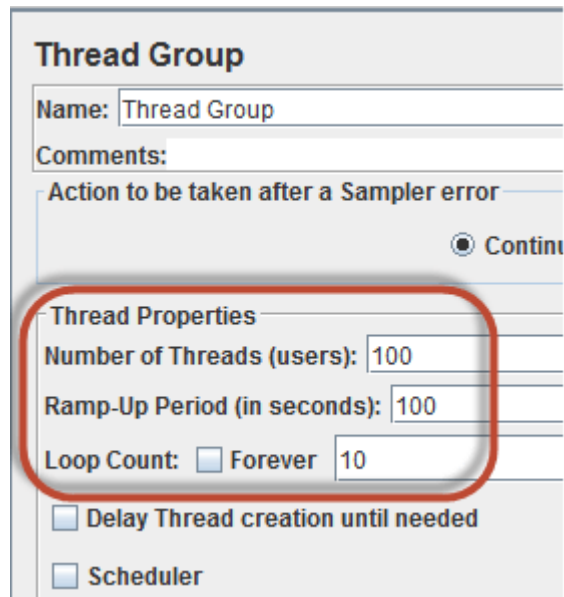 Thread Group
Name: Thread Group
Comments:
Action to be taken after a Sampler error
Continu
Thread Properties
Number of Threads (users): 100
Ramp-Up Period (in seconds): 100
Loop Count: Forever 10
Delay Thread creation until needed
Scheduler